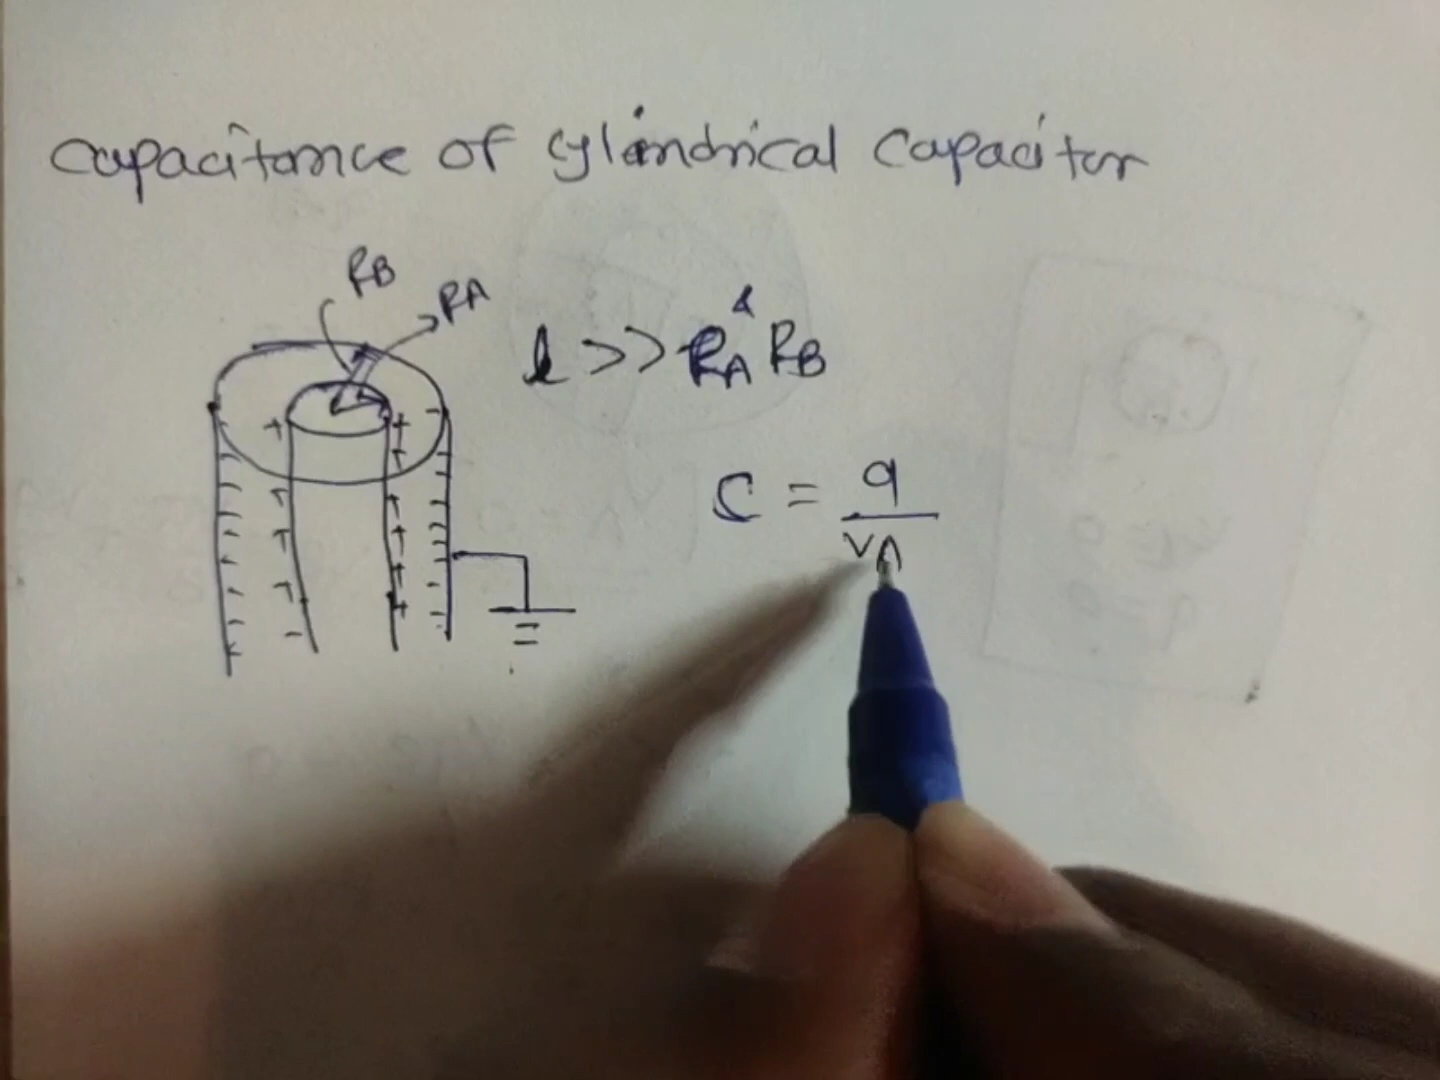 Capacitance of Cylindrical Capacitor
RB
RA
l >> RA & RB
C = q / VA